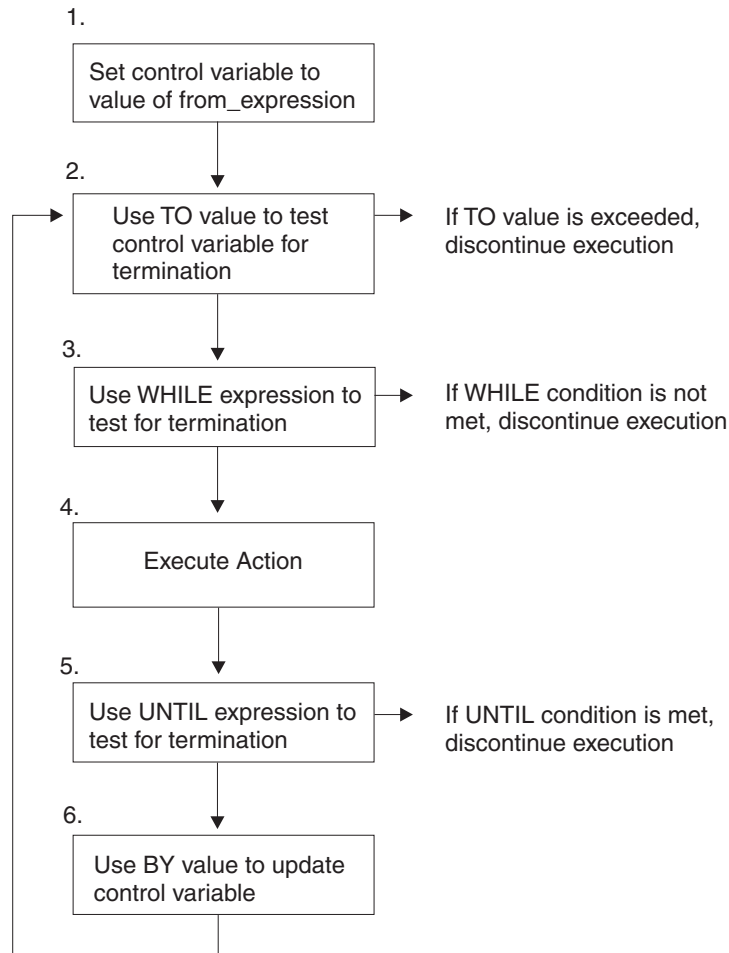 1.
Set control variable to
value of from_expression
2.
Use TO value to test
control variable for
termination
If TO value is exceeded,
discontinue execution
3.
Use WHILE expression to
test for termination
If WHILE condition is not
met, discontinue execution
4.
Execute Action
5.
Use UNTIL expression to
test for termination
If UNTIL condition is met,
discontinue execution
6.
Use BY value to update
control variable